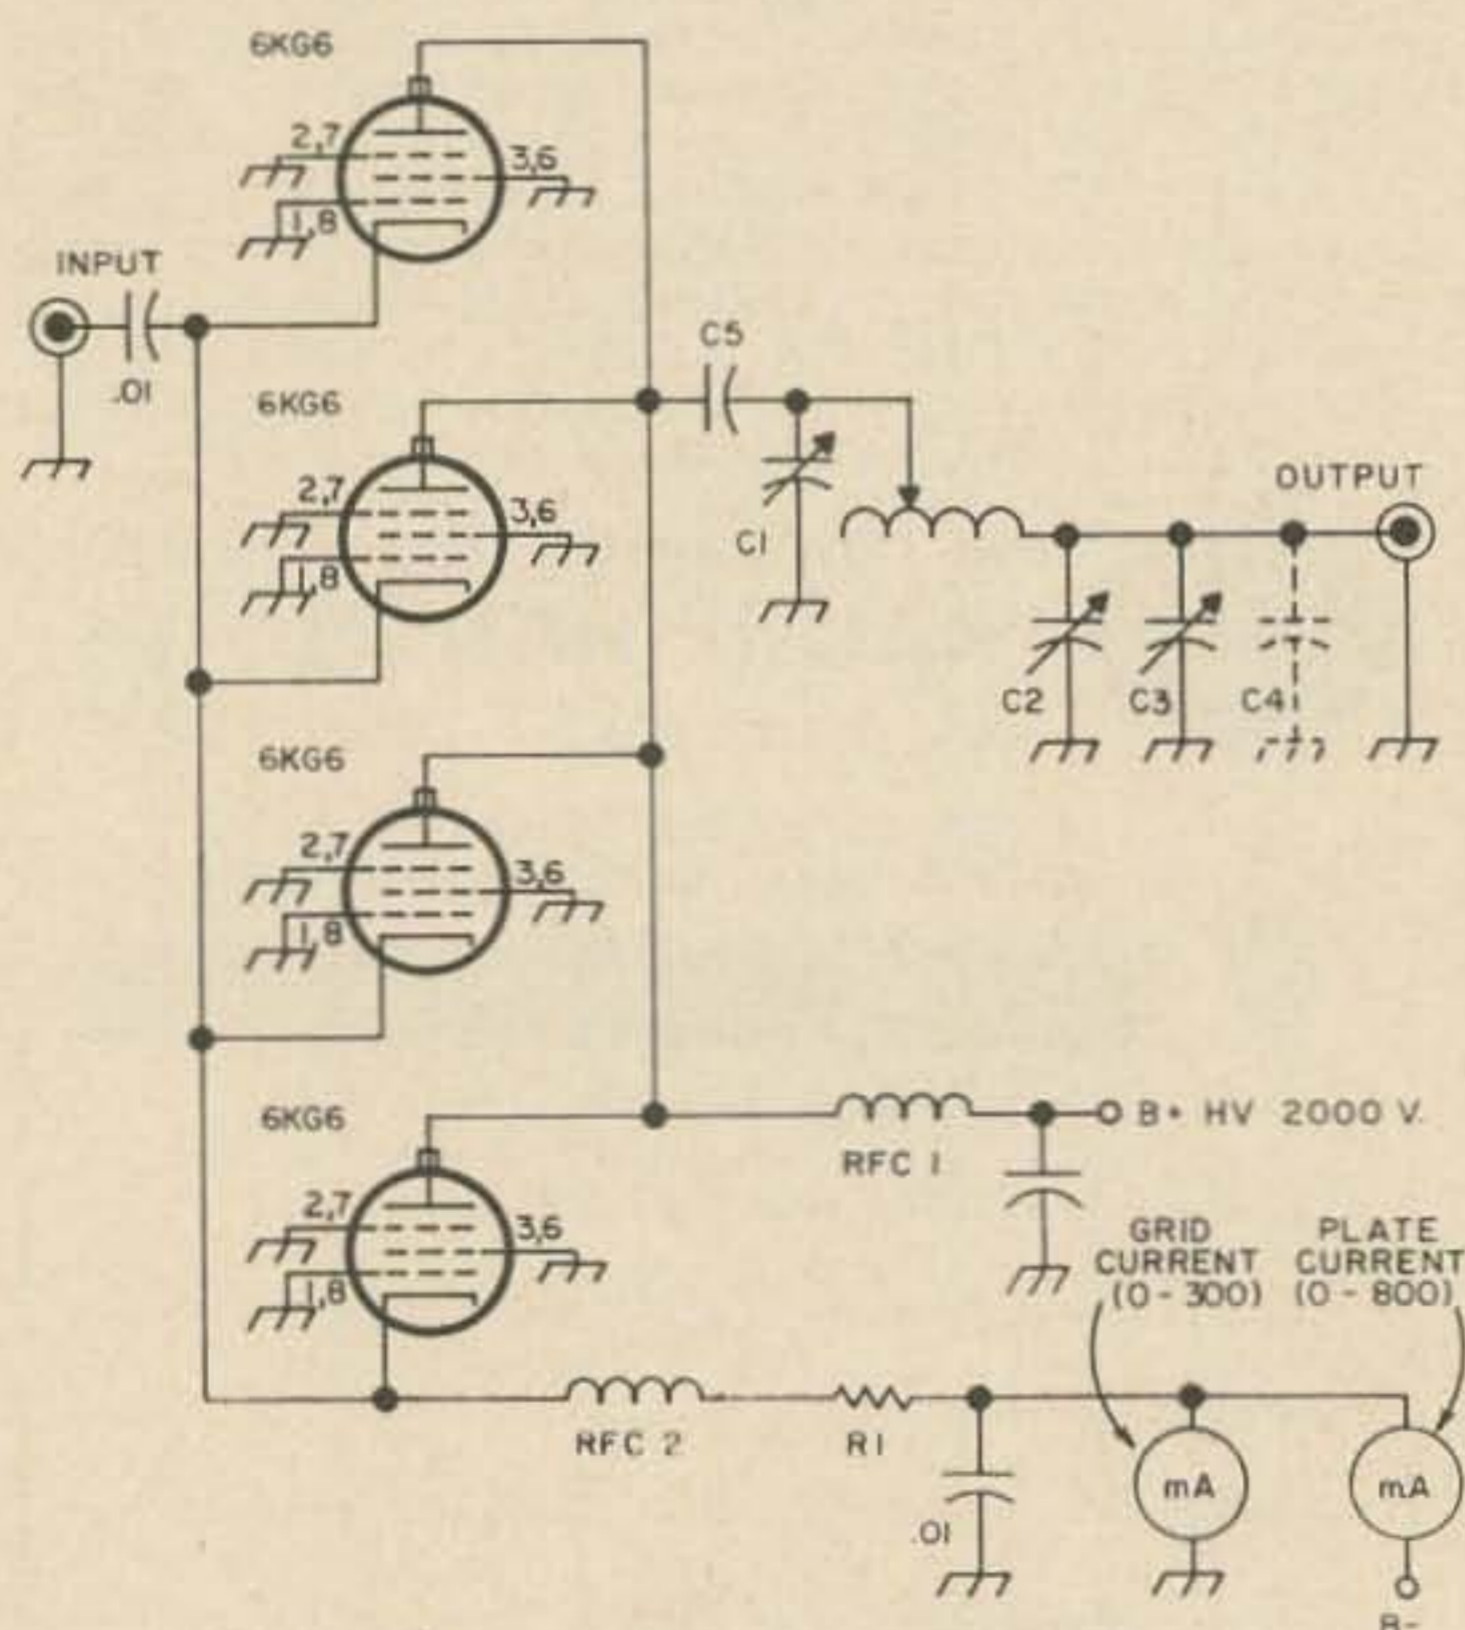 6KG6
2,7
3,6
1,8
INPUT
.01
C5
6KG6
2,7
3,6
1,8
C1
OUTPUT
C2
C3
C4
6KG6
2,7
3,6
1,8
6KG6
2,7
3,6
1,8
B+ HV 2000 V.
RFC 1
GRID
CURRENT
(0-300)
PLATE
CURRENT
(0-800)
RFC 2
R1
.01
mA
mA
B-